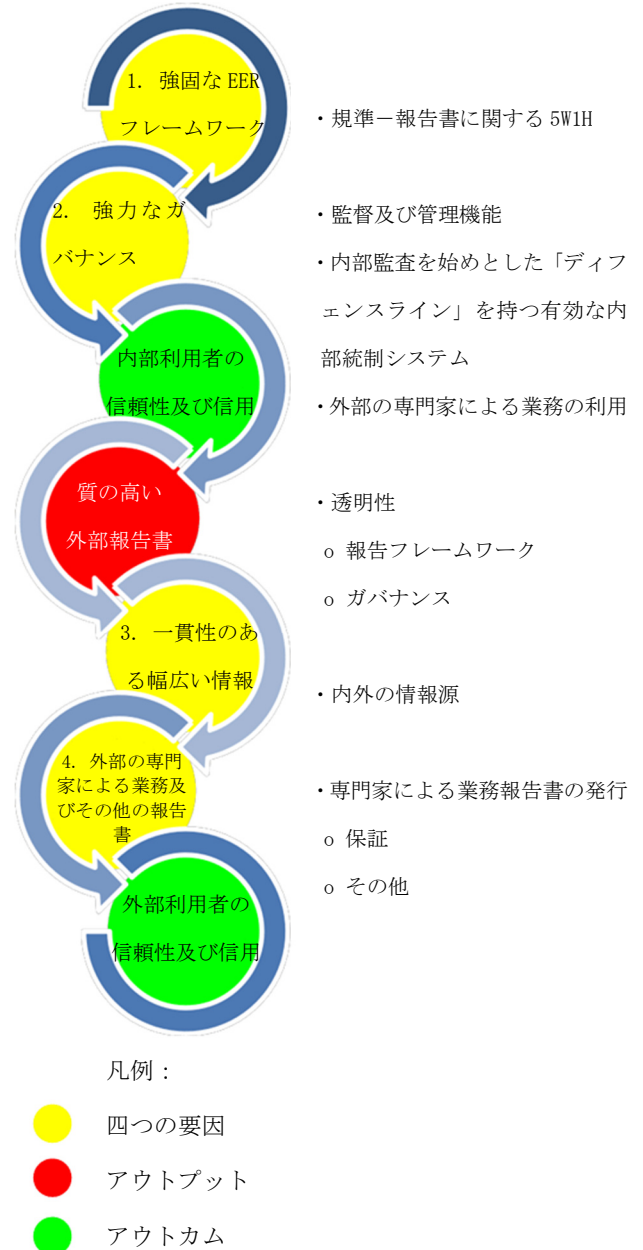 1. 強固な EER
フレームワーク
・規準－報告書に関する 5W1H
2. 強力なガ
バナンス
・監督及び管理機能
・内部監査を始めとした「ディフ
ェンスライン」を持つ有効な内
部統制システム
・外部の専門家による業務の利用
内部利用者の
信頼性及び信用
質の高い
外部報告書
・透明性
o 報告フレームワーク
o ガバナンス
3. 一貫性のあ
る幅広い情報
・内外の情報源
4. 外部の専門
家による業務及
びその他の報告
書
・専門家による業務報告書の発行
o 保証
o その他
外部利用者の
信頼性及び信用
凡例：
四つの要因
アウトプット
アウトカム